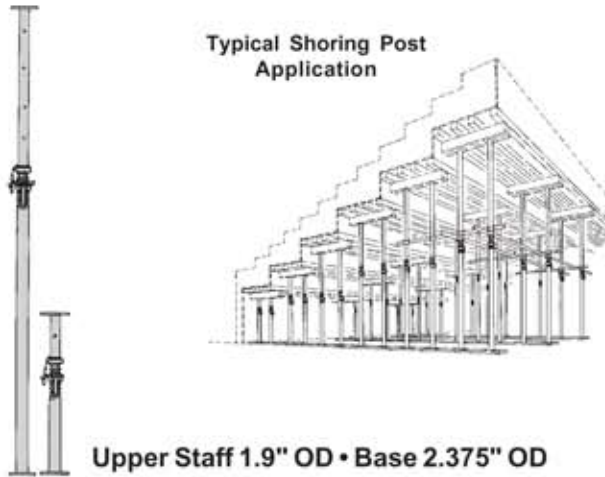 Typical Shoring Post
Application
Upper Staff 1.9" OD • Base 2.375" OD